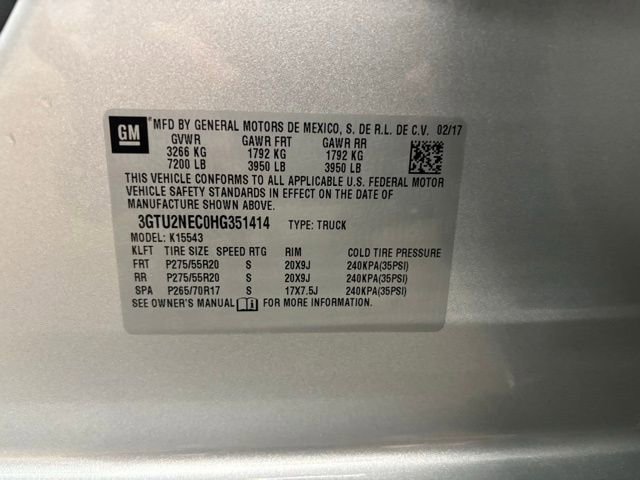 GM
MFD BY GENERAL MOTORS DE MEXICO, S. DE R.L. DE C.V. 02/17
GVWR GAWR FRT GAWR RR
3266 KG 1792 KG 1792 KG
7200 LB 3950 LB 3950 LB
THIS VEHICLE CONFORMS TO ALL APPLICABLE U.S. FEDERAL MOTOR
VEHICLE SAFETY STANDARDS IN EFFECT ON THE DATE OF
MANUFACTURE SHOWN ABOVE.
3GTU2NEC0HG351414 TYPE: TRUCK
MODEL: K15543
KLFT TIRE SIZE SPEED RTG RIM COLD TIRE PRESSURE
FRT P275/55R20 S 20X9J 240KPA(35PSI)
RR P275/55R20 S 20X9J 240KPA(35PSI)
SPA P265/70R17 S 17X7.5J 240KPA(35PSI)
SEE OWNER'S MANUAL FOR MORE INFORMATION.